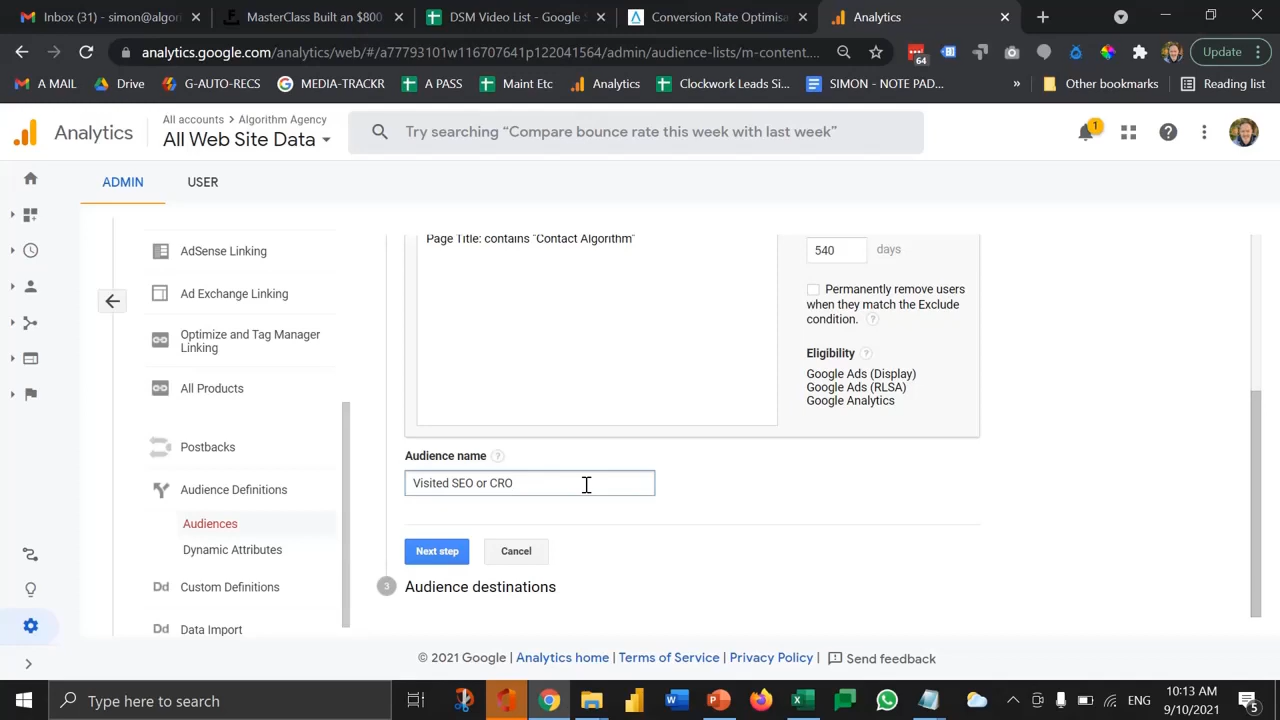 Inbox (31) - simon@algor
MasterClass Built an $800
DSM Video List - Google S
Conversion Rate Optimisa
Analytics
analytics.google.com/analytics/web/#/a77793101w116707641p122041564/admin/audience-lists/m-content...
64
Update
A MAIL
Drive
G-AUTO-RECS
MEDIA-TRACKR
A PASS
Maint Etc
Analytics
Clockwork Leads Si...
SIMON - NOTE PAD...
»
Other bookmarks
Reading list
Analytics
All accounts > Algorithm Agency
All Web Site Data
Try searching “Compare bounce rate this week with last week”
1
ADMIN
USER
AdSense Linking
Ad Exchange Linking
Optimize and Tag Manager
Linking
All Products
Postbacks
Audience Definitions
Audiences
Dynamic Attributes
Dd Custom Definitions
Dd Data Import
Page Title: contains "Contact Algorithm"
540 days
Permanently remove users
when they match the Exclude
condition. ?
Eligibility ?
Google Ads (Display)
Google Ads (RLSA)
Google Analytics
Audience name ?
Visited SEO or CRO
Next step
Cancel
3 Audience destinations
© 2021 Google | Analytics home | Terms of Service | Privacy Policy | Send feedback
Type here to search
ENG
10:13 AM
9/10/2021
5